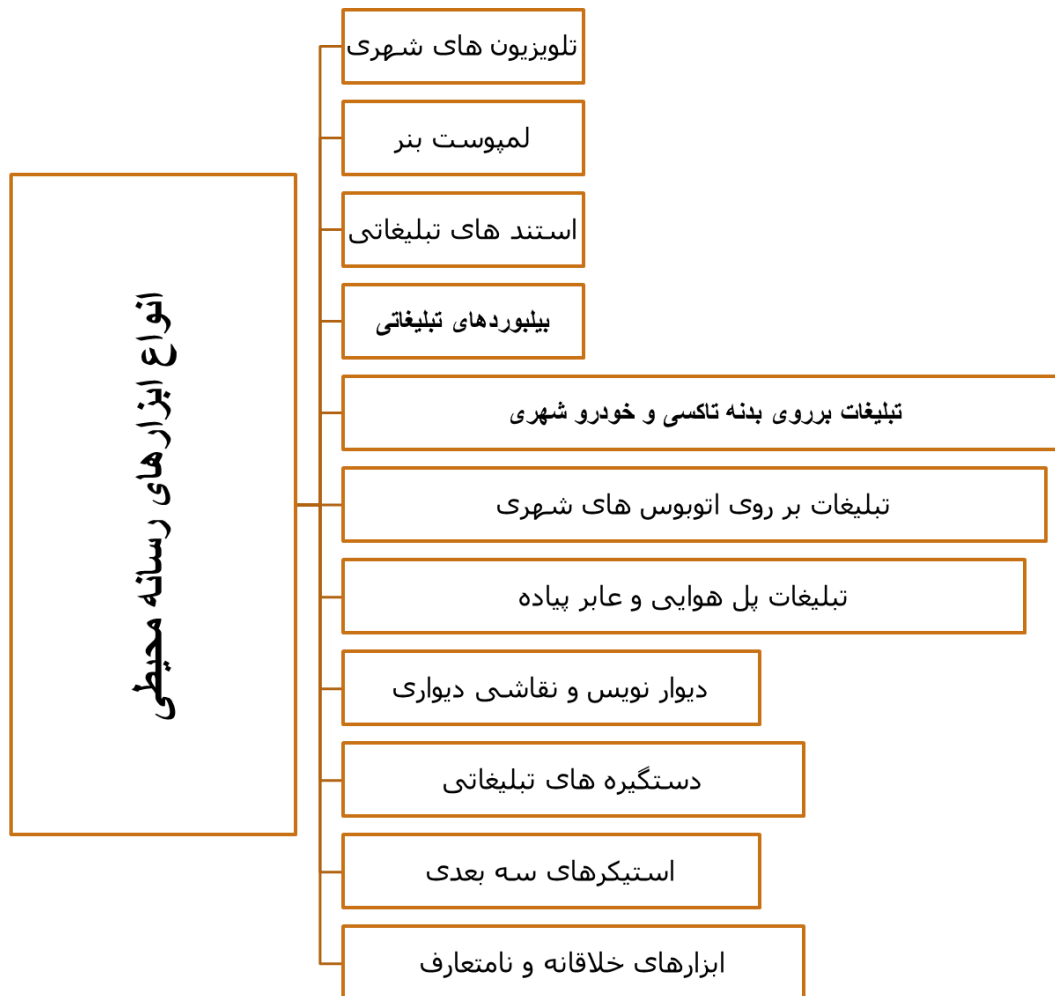 انواع ابزارهای رسانه محیطی
تلویزیون های شهری
لمپوست بنر
استند های تبلیغاتی
بیلبوردهای تبلیغاتی
تبلیغات برروی بدنه تاکسی و خودرو شهری
تبلیغات بر روی اتوبوس های شهری
تبلیغات پل هوایی و عابر پیاده
دیوار نویس و نقاشی دیواری
دستگیره های تبلیغاتی
استیکرهای سه بعدی
ابزارهای خلاقانه و نامتعارف